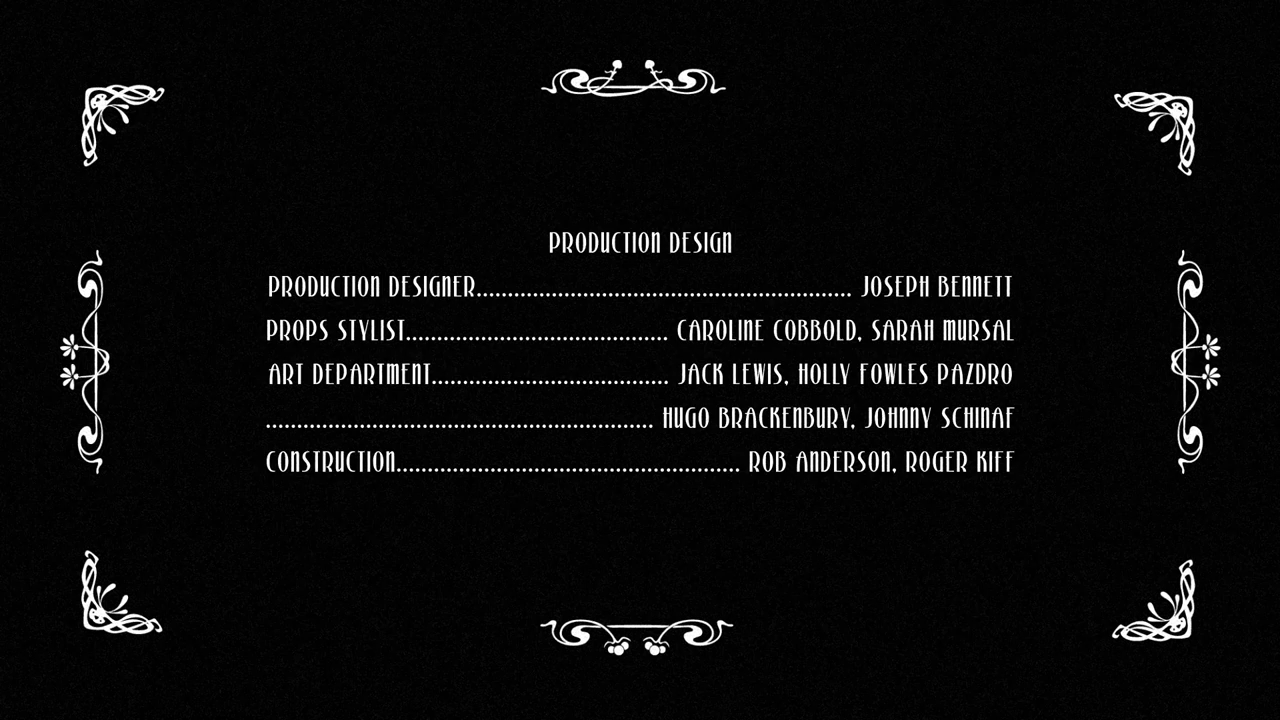 PRODUCTION DESIGN
PRODUCTION DESIGNER................................................. JOSEPH BENNETT
PROPS STYLIST.................................. CAROLINE COBBOLD, SARAH MURSAL
ART DEPARTMENT............................... JACK LEWIS, HOLLY FOWLES PAZDRO
.................................................. HUGO BRACKENBURY, JOHNNY SCHINAF
CONSTRUCTION............................................. ROB ANDERSON, ROGER KIFF